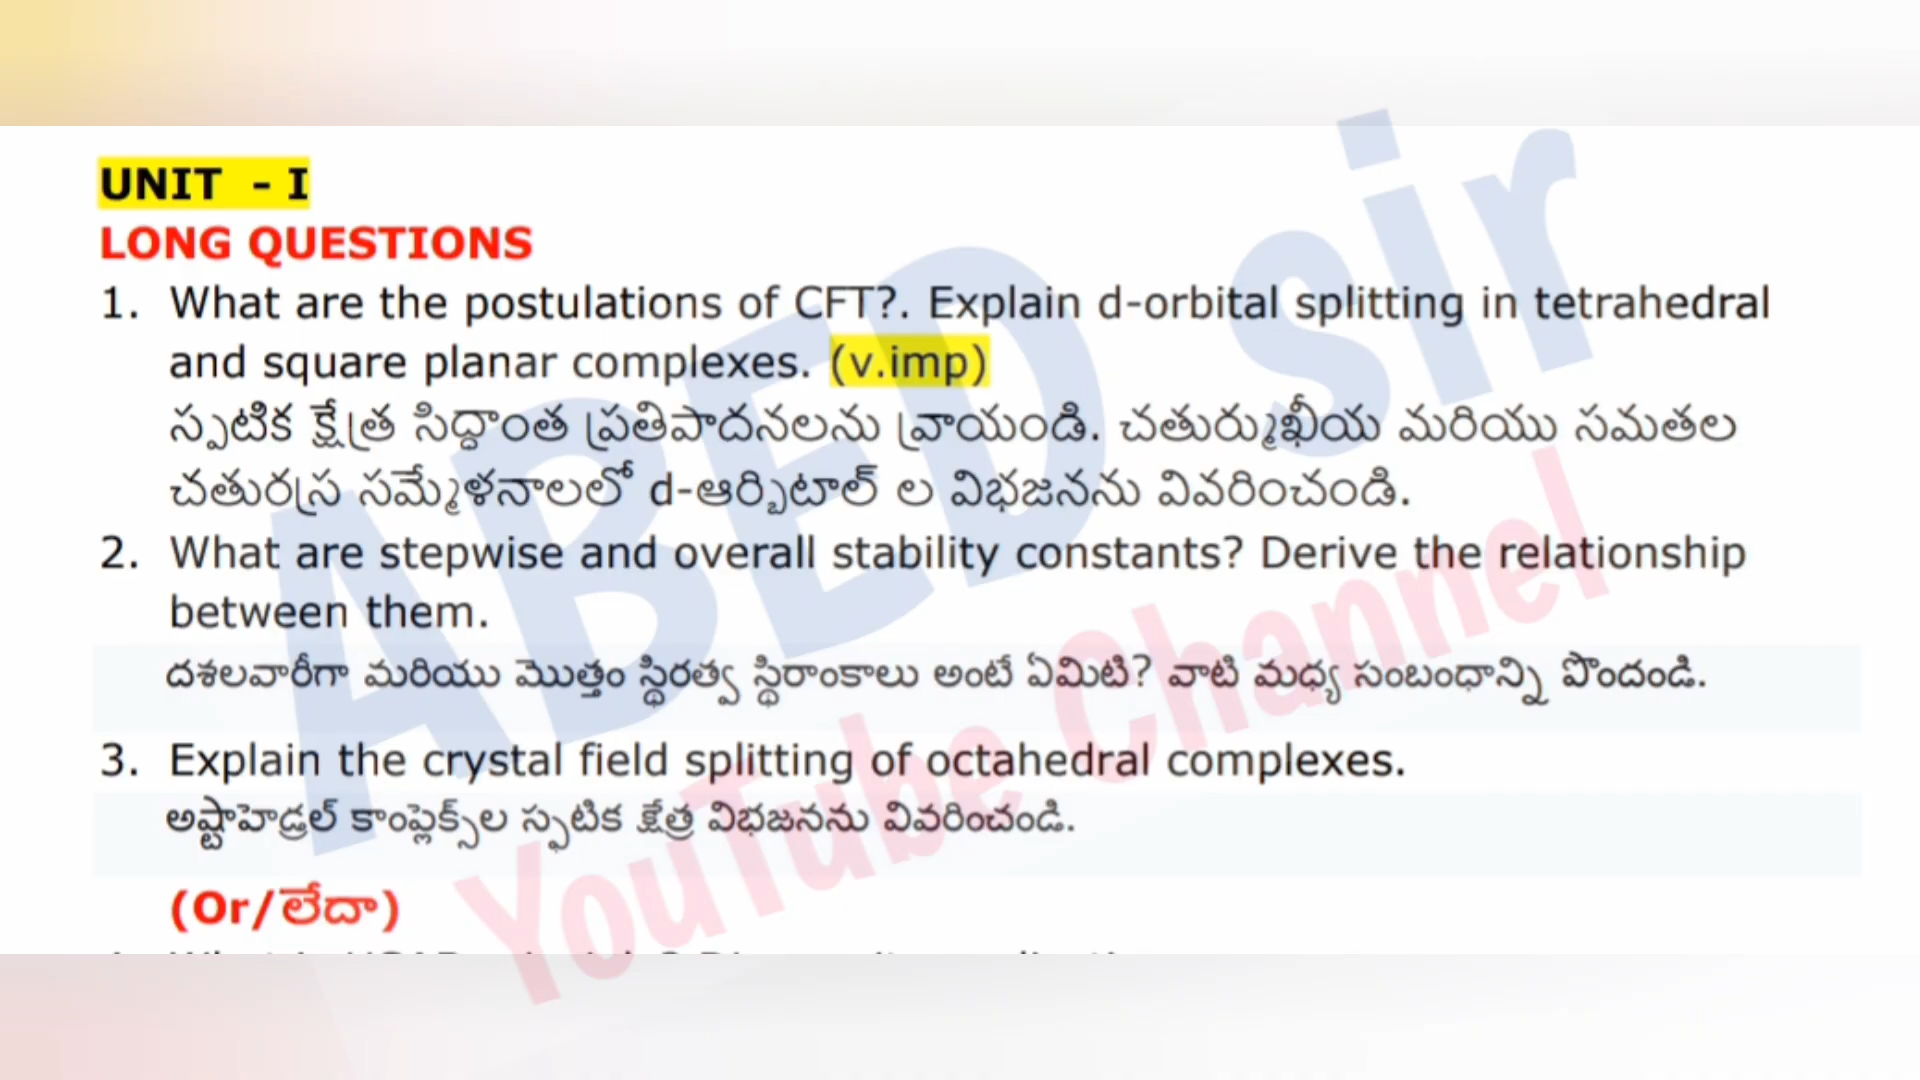 UNIT - I
LONG QUESTIONS
1. What are the postulations of CFT?. Explain d-orbital splitting in tetrahedral
and square planar complexes. (v.imp)
స్పటిక క్షేత్ర సిద్ధాంత ప్రతిపాదనలను వ్రాయండి. చతుర్ముఖీయ మరియు సమతల
చతురస్ర సమ్మేళనాలలో d-ఆర్బిటాల్ ల విభజనను వివరించండి.
2. What are stepwise and overall stability constants? Derive the relationship
between them.
దశలవారీగా మరియు మొత్తం స్థిరత్వ స్థిరాంకాలు అంటే ఏమిటి? వాటి మధ్య సంబంధాన్ని పొందండి.
3. Explain the crystal field splitting of octahedral complexes.
అష్టాహెడ్రల్ కాంప్లెక్స్‌ల స్ఫటిక క్షేత్ర విభజనను వివరించండి.
(Or/లేదా)
ABED sir
YouTube Channel